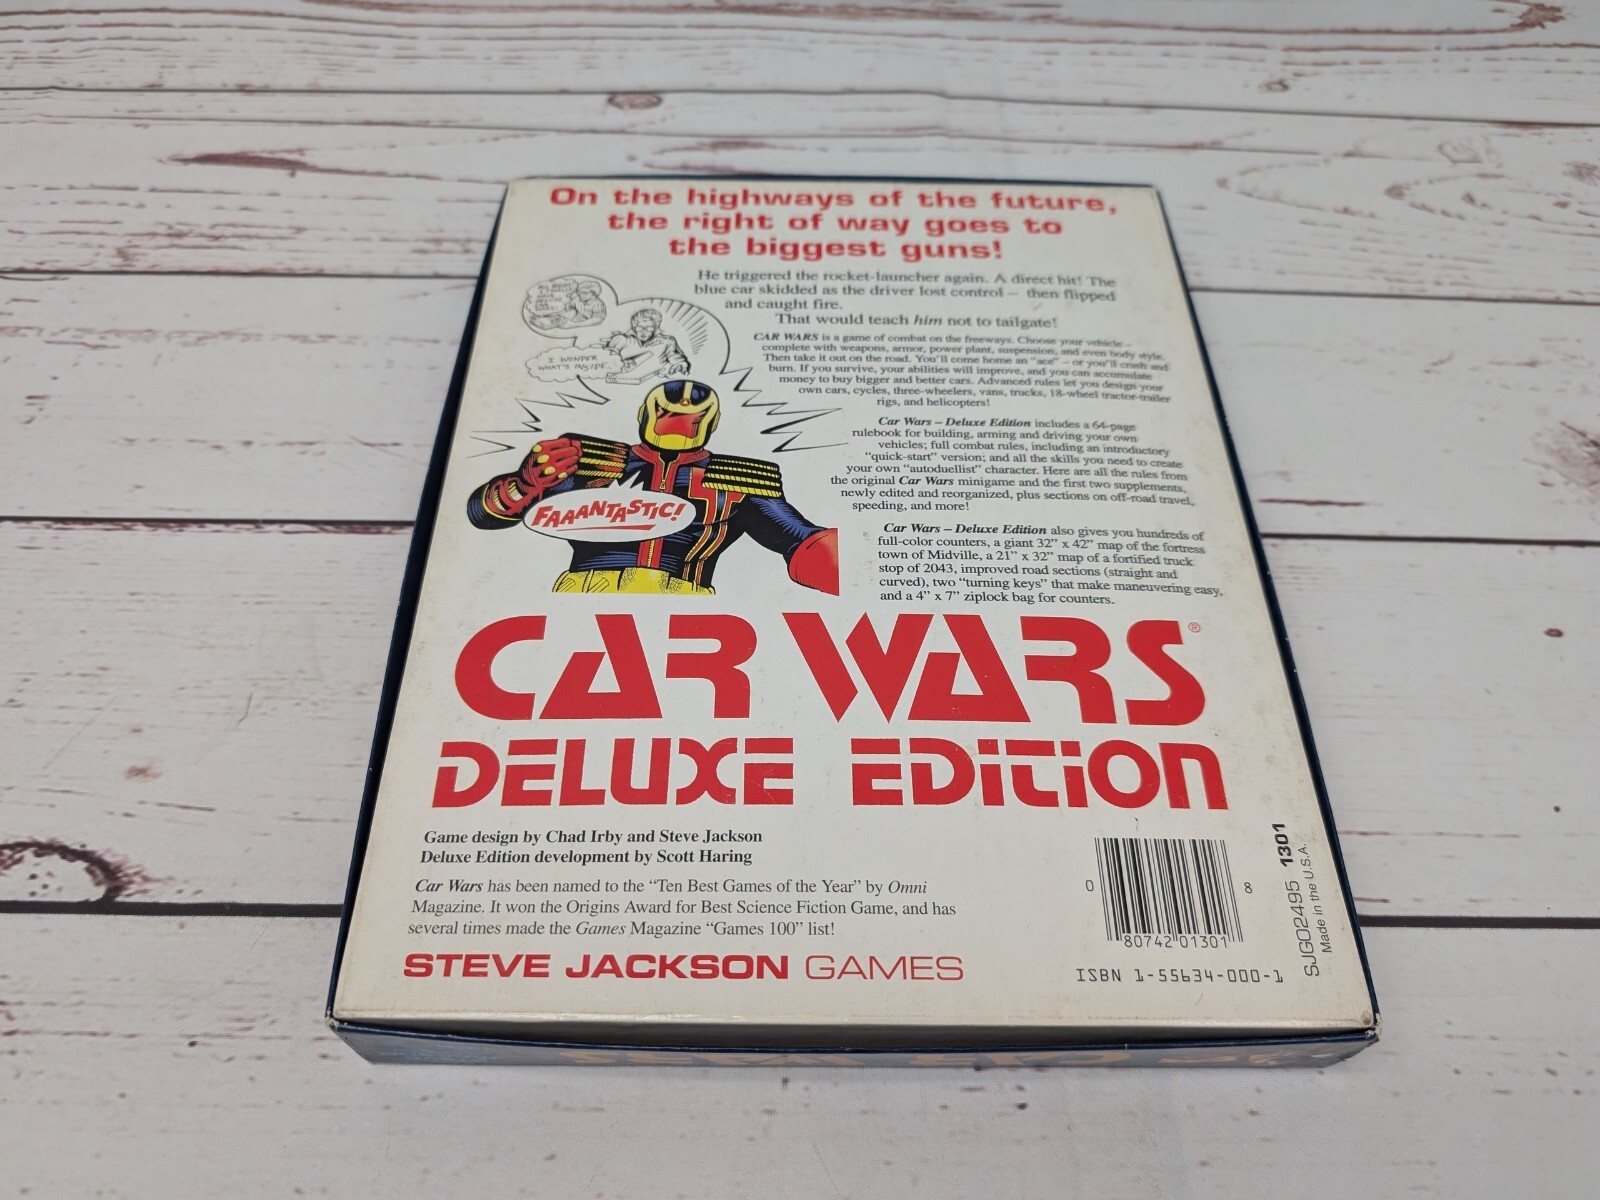 On the highways of the future,
the right of way goes to
the biggest guns!
He triggered the rocket-launcher again. A direct hit! The
blue car skidded as the driver lost control — then flipped
and caught fire.
That would teach him not to tailgate!
I WONDER
WHAT'S INSIDE...
CAR WARS is a game of combat on the freeways. Choose your vehicle –
complete with weapons, armor, power plant, suspension, and even body style.
Then take it out on the road. You'll come home an "ace" – or you'll crash and
burn. If you survive, your abilities will improve, and you can accumulate
money to buy bigger and better cars. Advanced rules let you design your
own cars, cycles, three-wheelers, vans, trucks, 18-wheel tractor-trailer
rigs, and helicopters!
Car Wars – Deluxe Edition includes a 64-page
rulebook for building, arming and driving your own
vehicles; full combat rules, including an introductory
"quick-start" version; and all the skills you need to create
your own "autoduellist" character. Here are all the rules from
the original Car Wars minigame and the first two supplements,
newly edited and reorganized, plus sections on off-road travel,
speeding, and more!
FAAANTASTIC!
Car Wars – Deluxe Edition also gives you hundreds of
full-color counters, a giant 32" x 42" map of the fortress
town of Midville, a 21" x 32" map of a fortified truck
stop of 2043, improved road sections (straight and
curved), two "turning keys" that make maneuvering easy,
and a 4" x 7" ziplock bag for counters.
CAR WARS®
DELUXE EDITION
Game design by Chad Irby and Steve Jackson
Deluxe Edition development by Scott Haring
Car Wars has been named to the "Ten Best Games of the Year" by Omni
Magazine. It won the Origins Award for Best Science Fiction Game, and has
several times made the Games Magazine "Games 100" list!
STEVE JACKSON GAMES
0 80742 01301 8
ISBN 1-55634-000-1
SJG02495 1301
Made in the U.S.A.